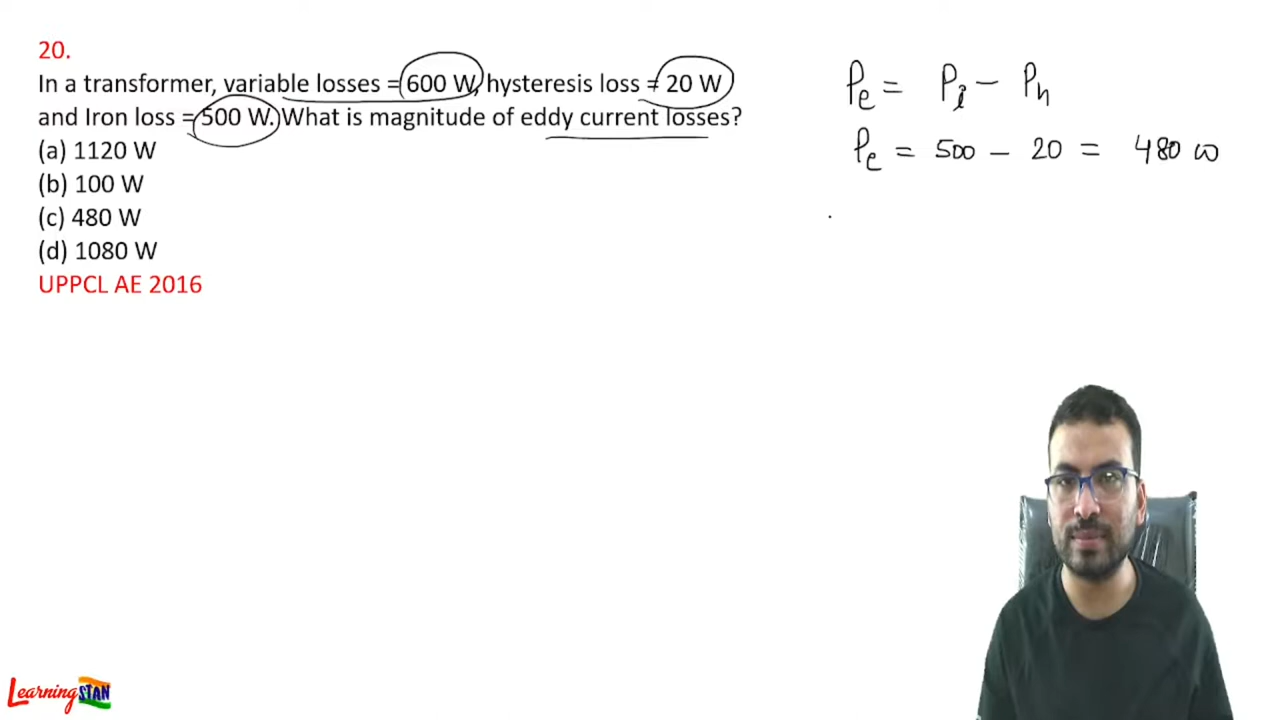 20.
In a transformer, variable losses = 600 W, hysteresis loss = 20 W
and Iron loss = 500 W. What is magnitude of eddy current losses?
(a) 1120 W
(b) 100 W
(c) 480 W
(d) 1080 W
UPPCL AE 2016
Pe = Pi - Ph
Pe = 500 - 20 = 480 W
LearningSTAN